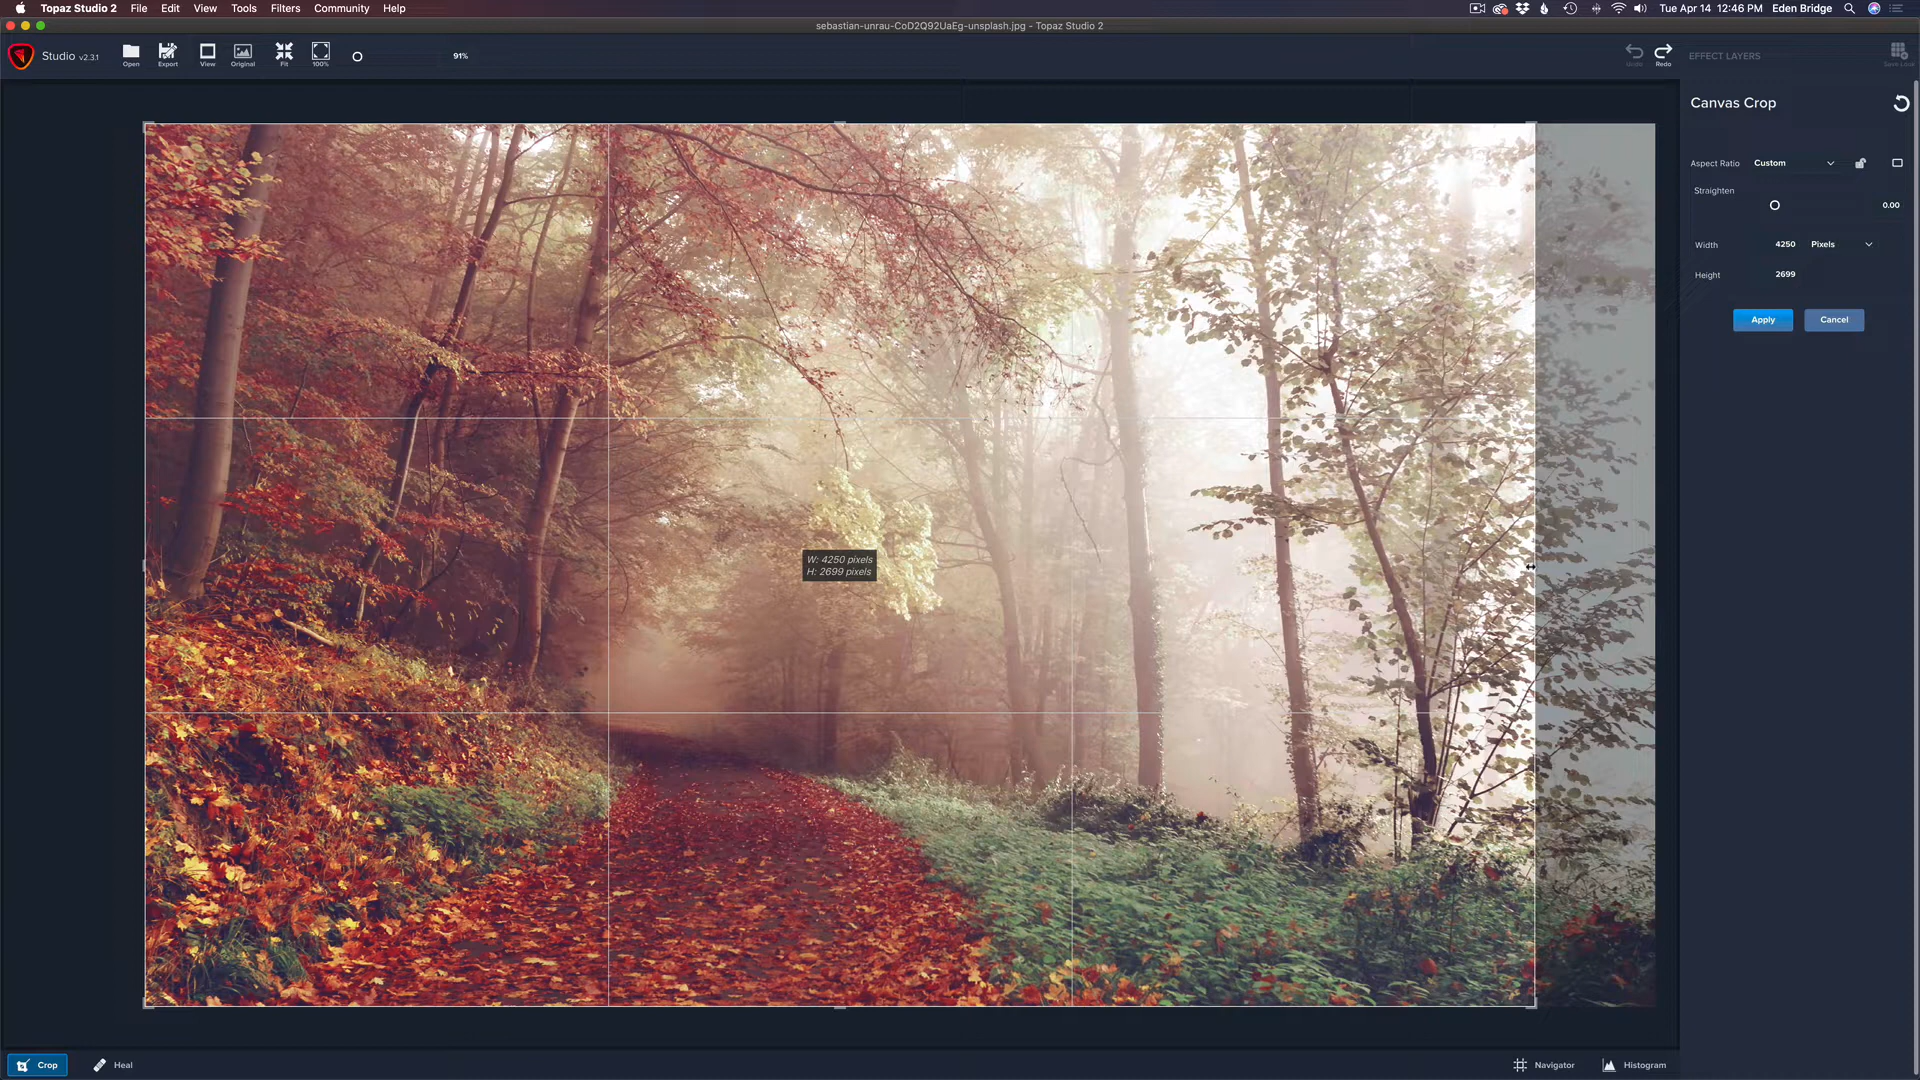 Topaz Studio 2 File Edit View Tools Filters Community Help
Tue Apr 14 12:46 PM Eden Bridge
sebastian-unrau-CoD2Q92UaEg-unsplash.jpg - Topaz Studio 2
Studio v2.3.1
Open
Export
View
Original
Fit
100%
91%
Undo
Redo
EFFECT LAYERS
Save Look
Canvas Crop
Aspect Ratio Custom
Straighten
0.00
Width 4250 Pixels
Height 2699
Apply Cancel
W: 4250 pixels
H: 2699 pixels
Crop Heal
Navigator Histogram